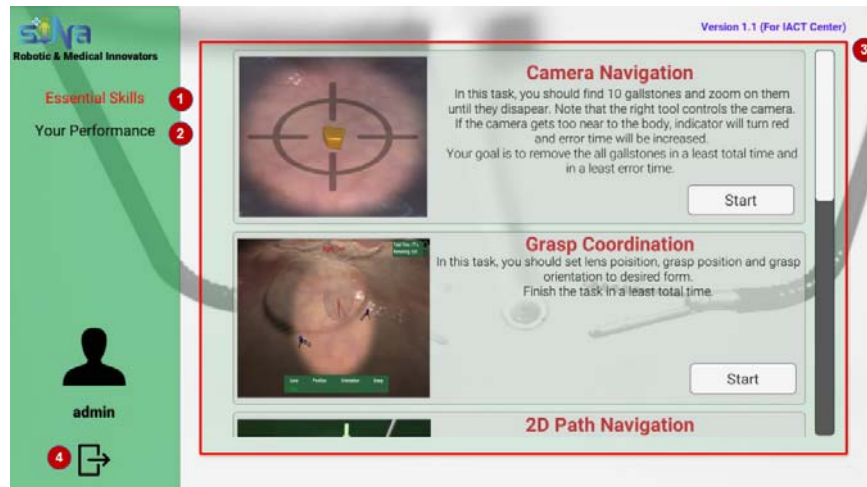 sina
Robotic & Medical Innovators
Version 1.1 (For IACT Center)
3
Essential Skills
1
Your Performance
2
admin
4
Camera Navigation
In this task, you should find 10 gallstones and zoom on them
until they disapear. Note that the right tool controls the camera.
If the camera gets too near to the body, indicator will turn red
and error time will be increased.
Your goal is to remove the all gallstones in a least total time and
in a least error time.
Start
Grasp Coordination
In this task, you should set lens poisition, grasp position and grasp
orientation to desired form.
Finish the task in a least total time.
Lens Position Orientation Grasp
Start
2D Path Navigation